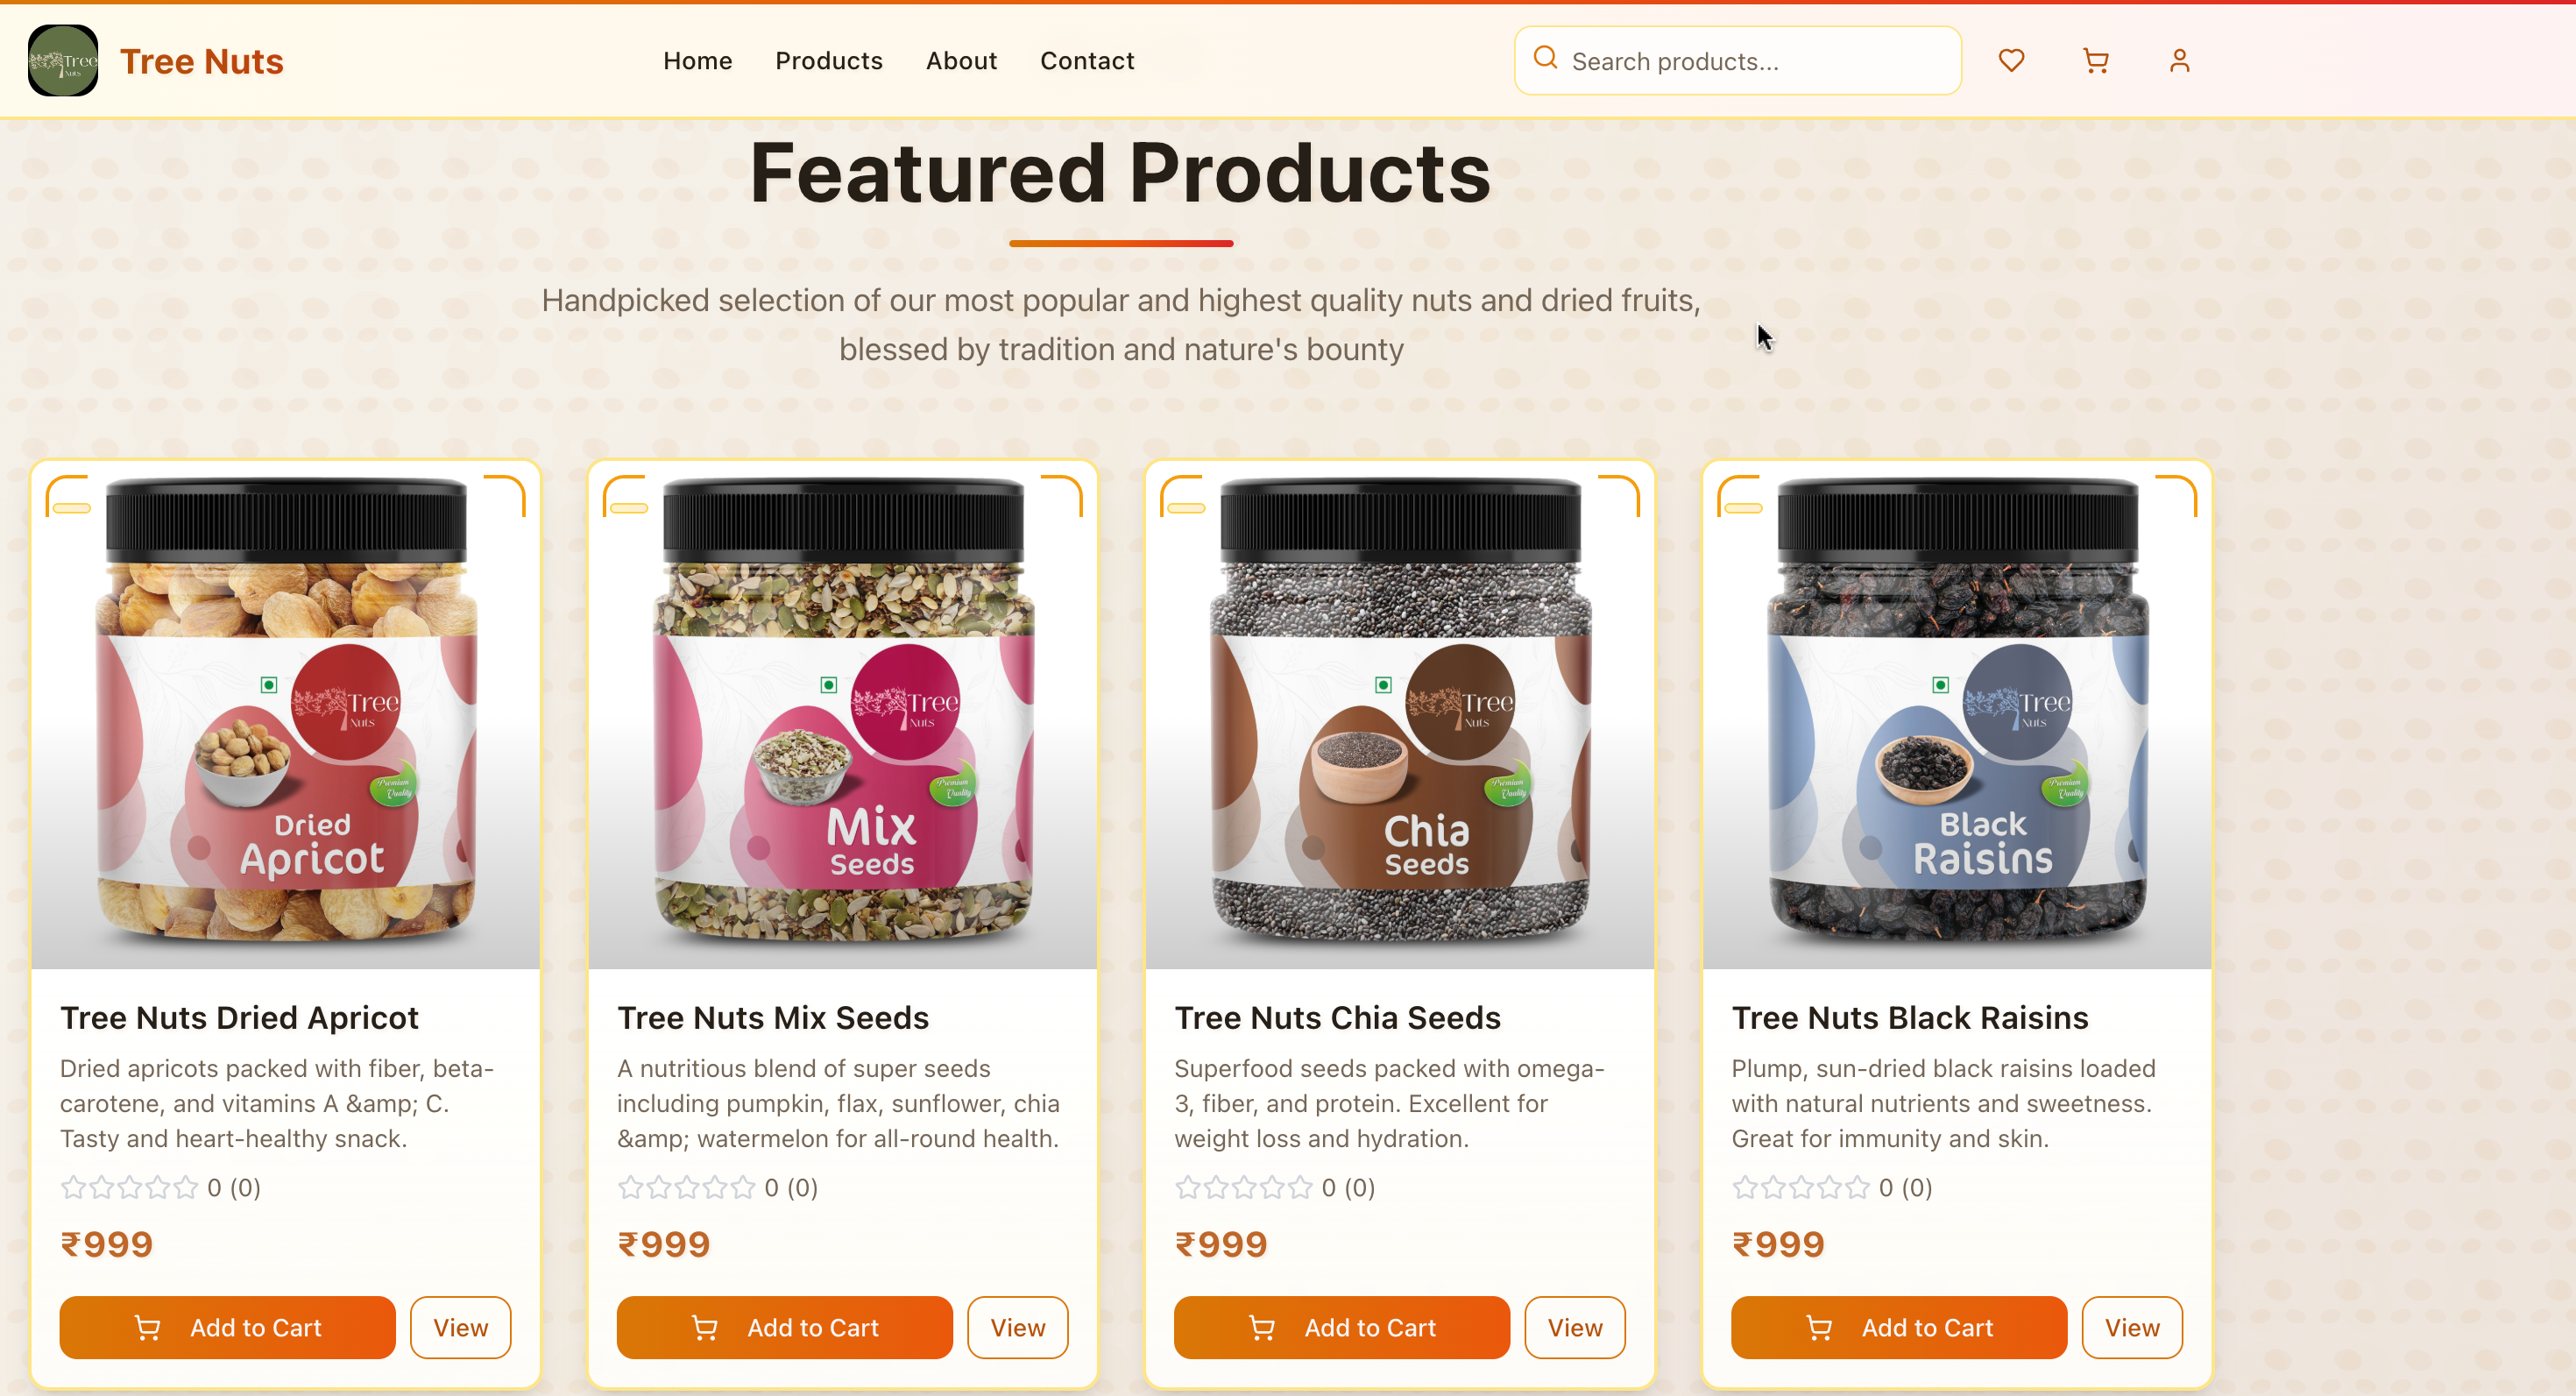 Tree
Nuts
Tree Nuts
Home
Products
About
Contact
Search products...
Featured Products
Handpicked selection of our most popular and highest quality nuts and dried fruits,
blessed by tradition and nature's bounty
Tree
Nuts
Premium
Quality
Dried
Apricot
Tree Nuts Dried Apricot
Dried apricots packed with fiber, beta-
carotene, and vitamins A &amp; C.
Tasty and heart-healthy snack.
0 (0)
₹999
Add to Cart
View
Tree
Nuts
Premium
Quality
Mix
Seeds
Tree Nuts Mix Seeds
A nutritious blend of super seeds
including pumpkin, flax, sunflower, chia
&amp; watermelon for all-round health.
0 (0)
₹999
Add to Cart
View
Tree
Nuts
Premium
Quality
Chia
Seeds
Tree Nuts Chia Seeds
Superfood seeds packed with omega-
3, fiber, and protein. Excellent for
weight loss and hydration.
0 (0)
₹999
Add to Cart
View
Tree
Nuts
Premium
Quality
Black
Raisins
Tree Nuts Black Raisins
Plump, sun-dried black raisins loaded
with natural nutrients and sweetness.
Great for immunity and skin.
0 (0)
₹999
Add to Cart
View